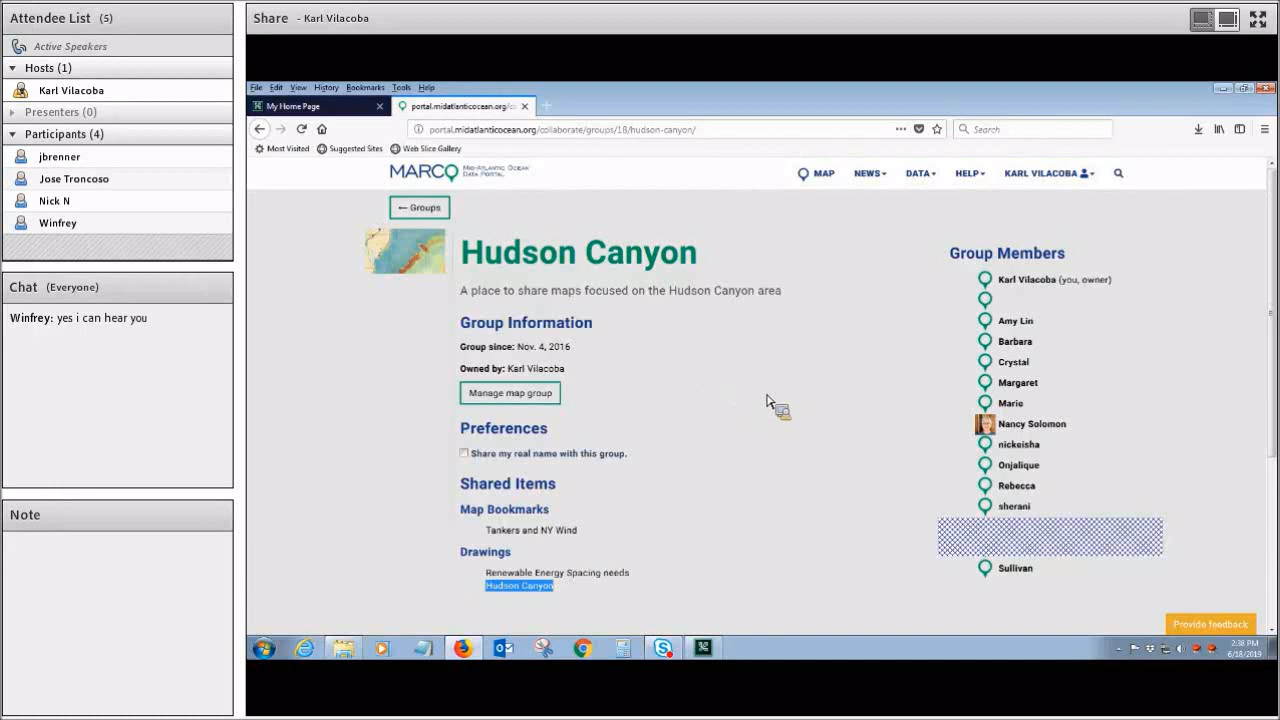 Attendee List (5)
Active Speakers
Hosts (1)
Karl Vilacoba
Presenters (0)
Participants (4)
jbrenner
Jose Troncoso
Nick N
Winfrey
Chat (Everyone)
Winfrey: yes i can hear you
Note
Share - Karl Vilacoba
File Edit View History Bookmarks Tools Help
My Home Page
portal.midatlanticocean.org/cc
portal.midatlanticocean.org/collaborate/groups/18/hudson-canyon/
Search
Most Visited Suggested Sites Web Slice Gallery
MARCO MID-ATLANTIC OCEAN DATA PORTAL
MAP NEWS DATA HELP KARL VILACOBA
← Groups
Hudson Canyon
A place to share maps focused on the Hudson Canyon area
Group Information
Group since: Nov. 4, 2016
Owned by: Karl Vilacoba
Manage map group
Preferences
Share my real name with this group.
Shared Items
Map Bookmarks
Tankers and NY Wind
Drawings
Renewable Energy Spacing needs
Hudson Canyon
Group Members
Karl Vilacoba (you, owner)
Amy Lin
Barbara
Crystal
Margaret
Marie
Nancy Solomon
nickeisha
Onjalique
Rebecca
sherani
Sullivan
Provide feedback
2:38 PM
6/18/2019